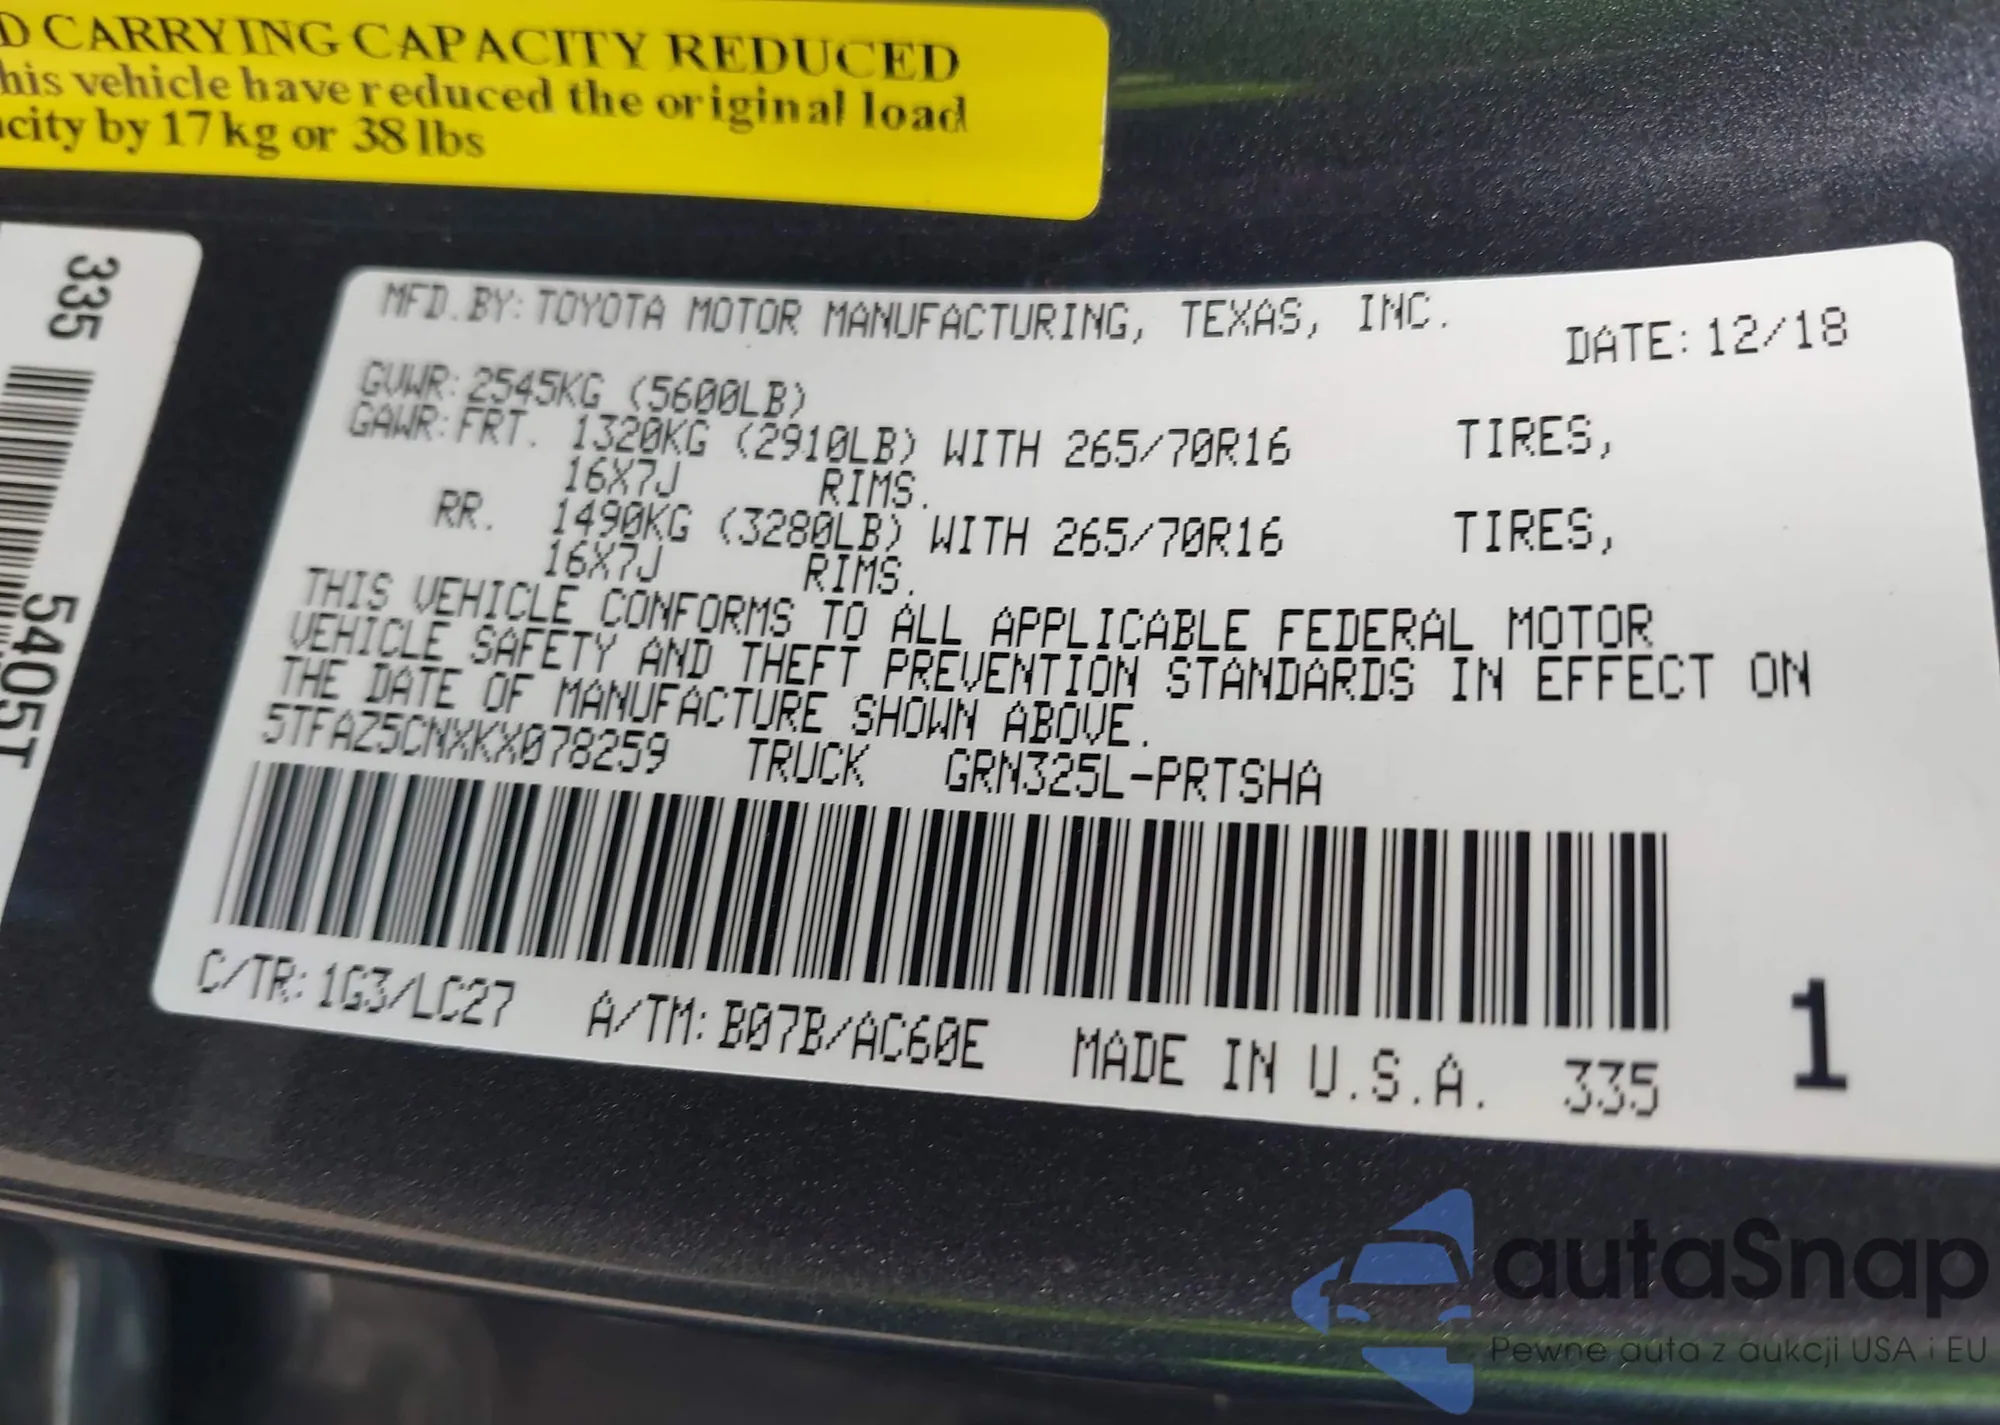 D CARRYING CAPACITY REDUCED
his vehicle have reduced the original load
city by 17 kg or 38 lbs
335
5405T
MFD. BY: TOYOTA MOTOR MANUFACTURING, TEXAS, INC.
DATE: 12/18
GVWR: 2545KG (5600LB)
GAWR: FRT. 1320KG (2910LB) WITH 265/70R16 TIRES,
16X7J RIMS.
RR. 1490KG (3280LB) WITH 265/70R16 TIRES,
16X7J RIMS.
THIS VEHICLE CONFORMS TO ALL APPLICABLE FEDERAL MOTOR
VEHICLE SAFETY AND THEFT PREVENTION STANDARDS IN EFFECT ON
THE DATE OF MANUFACTURE SHOWN ABOVE.
5TFAZ5CNXKX078259 TRUCK GRN325L-PRTSHA
C/TR: 1G3/LC27 A/TM: B07B/AC60E MADE IN U.S.A. 335
1
autaSnap
Pewne auta z aukcji USA i EU